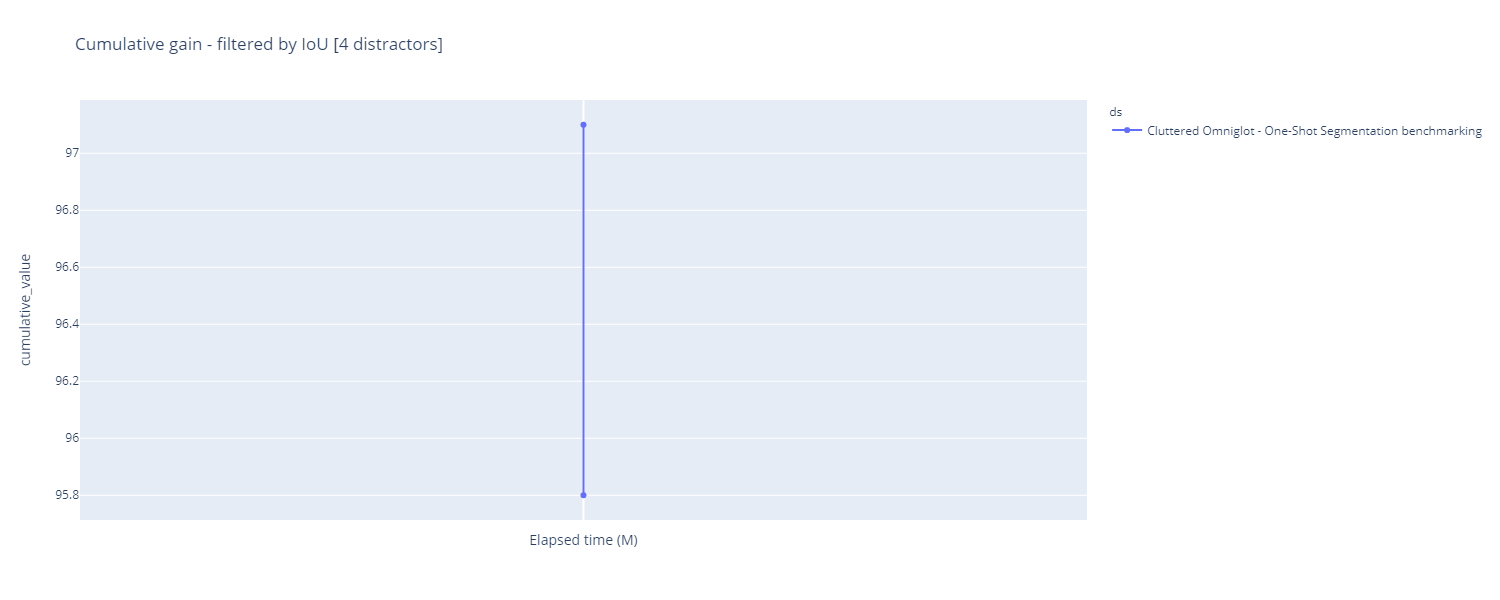 Cumulative gain - filtered by IoU [4 distractors]
ds
Cluttered Omniglot - One-Shot Segmentation benchmarking
97
96.8
96.6
96.4
96.2
96
95.8
cumulative_value
Elapsed time (M)